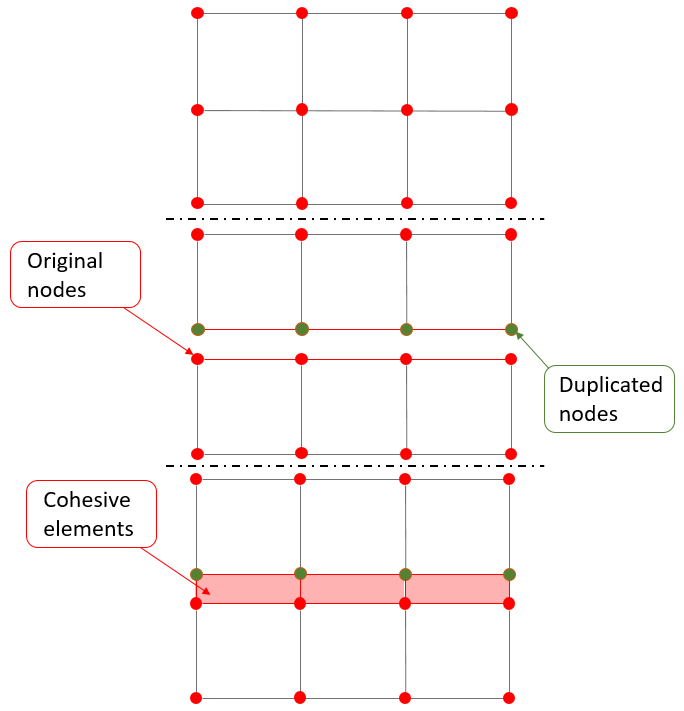 Original
nodes
Duplicated
nodes
Cohesive
elements